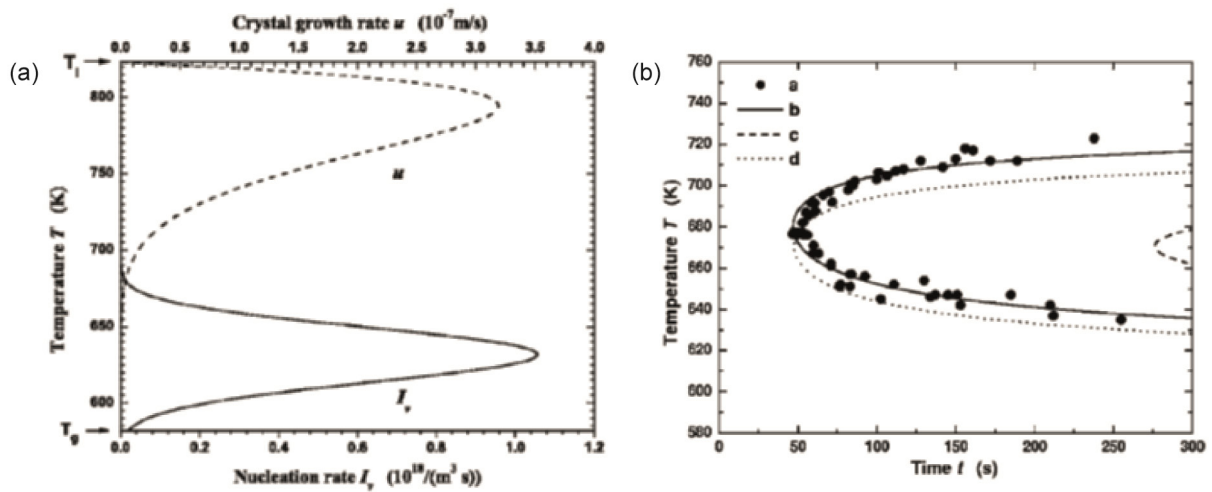 (a)
Crystal growth rate u (10⁻⁷m/s)
0.0 0.5 1.0 1.5 2.0 2.5 3.0 3.5 4.0
Tₗ
800
750
700
650
600
T_g
Temperature T (K)
u
Iᵥ
0.0 0.2 0.4 0.6 0.8 1.0 1.2
Nucleation rate Iᵥ (10¹⁸/(m³ s))
(b)
760
740
720
700
680
660
640
620
600
580
Temperature T (K)
a
b
c
d
0 50 100 150 200 250 300
Time t (s)